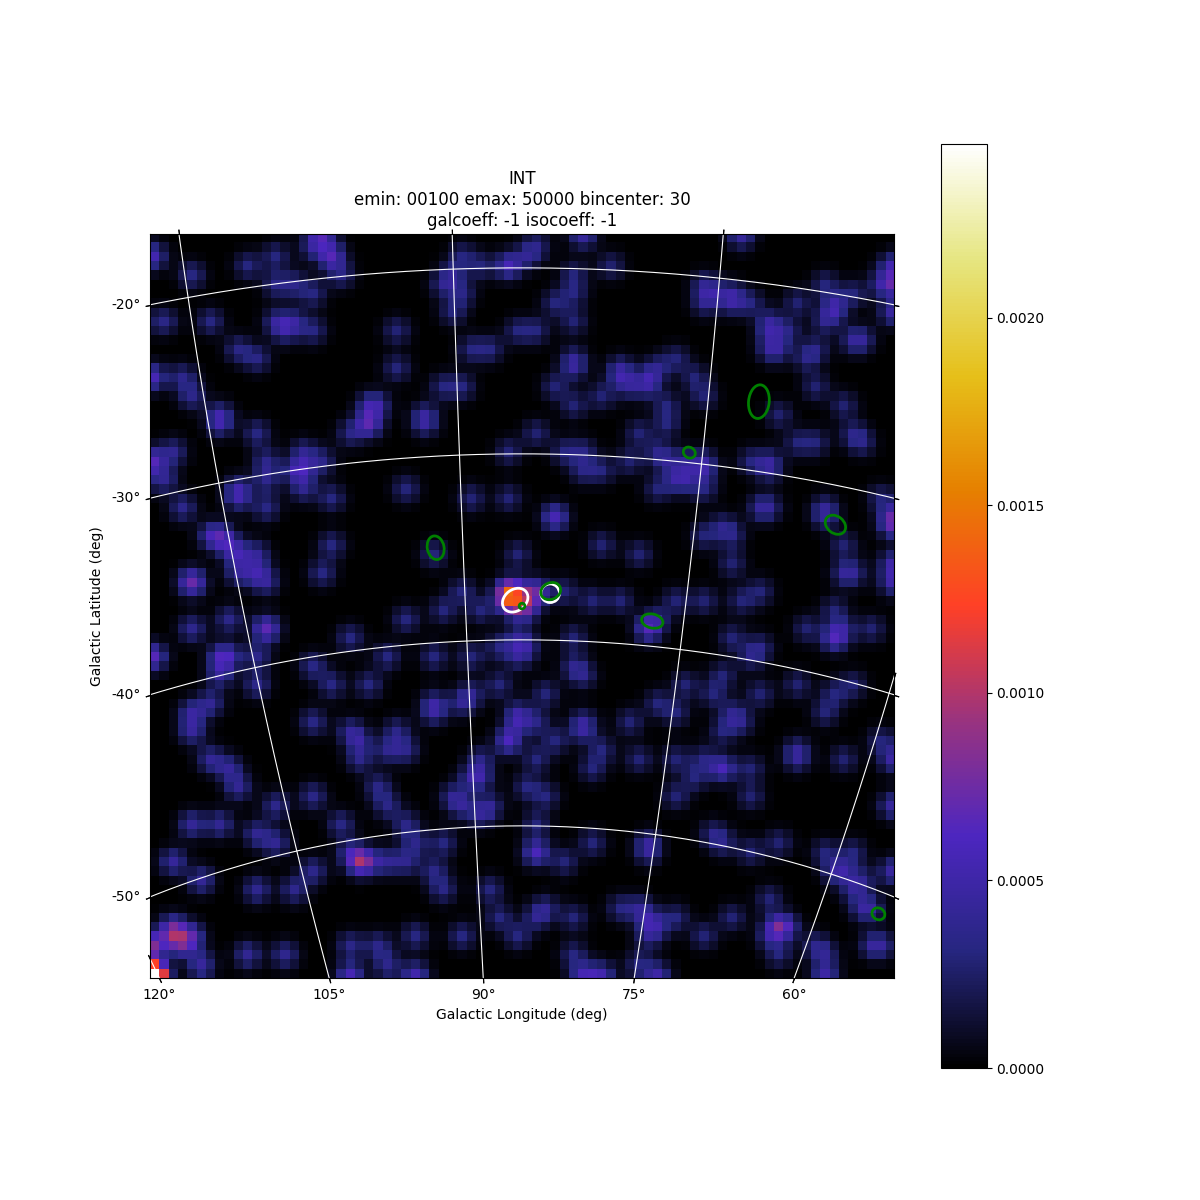 INT
emin: 00100 emax: 50000 bincenter: 30
galcoeff: -1 isocoeff: -1
-20°
-30°
-40°
-50°
Galactic Latitude (deg)
120°
105°
90°
75°
60°
Galactic Longitude (deg)
0.0020
0.0015
0.0010
0.0005
0.0000